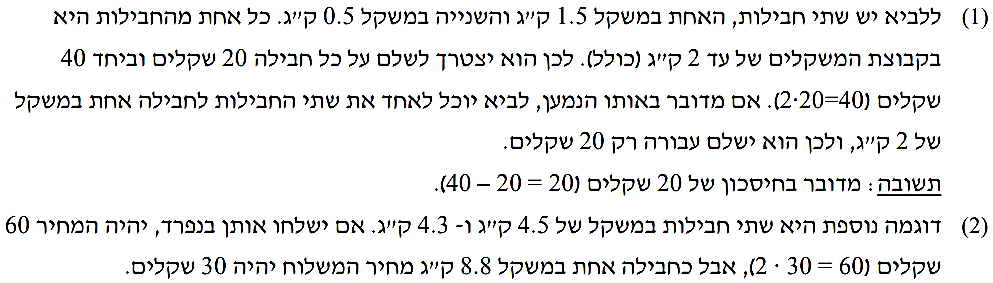 (1) ללביא יש שתי חבילות, האחת במשקל 1.5 ק״ג והשנייה במשקל 0.5 ק״ג. כל אחת מהחבילות היא
בקבוצת המשקלים של עד 2 ק״ג (כולל). לכן הוא יצטרך לשלם על כל חבילה 20 שקלים וביחד 40
שקלים (2·20=40). אם מדובר באותו הנמען, לביא יוכל לאחד את שתי החבילות לחבילה אחת במשקל
של 2 ק״ג, ולכן הוא ישלם עבורה רק 20 שקלים.
תשובה: מדובר בחיסכון של 20 שקלים (40 – 20 = 20).
(2) דוגמה נוספת היא שתי חבילות במשקל של 4.5 ק״ג ו- 4.3 ק״ג. אם ישלחו אותן בנפרד, יהיה המחיר 60
שקלים (2 · 30 = 60), אבל כחבילה אחת במשקל 8.8 ק״ג מחיר המשלוח יהיה 30 שקלים.